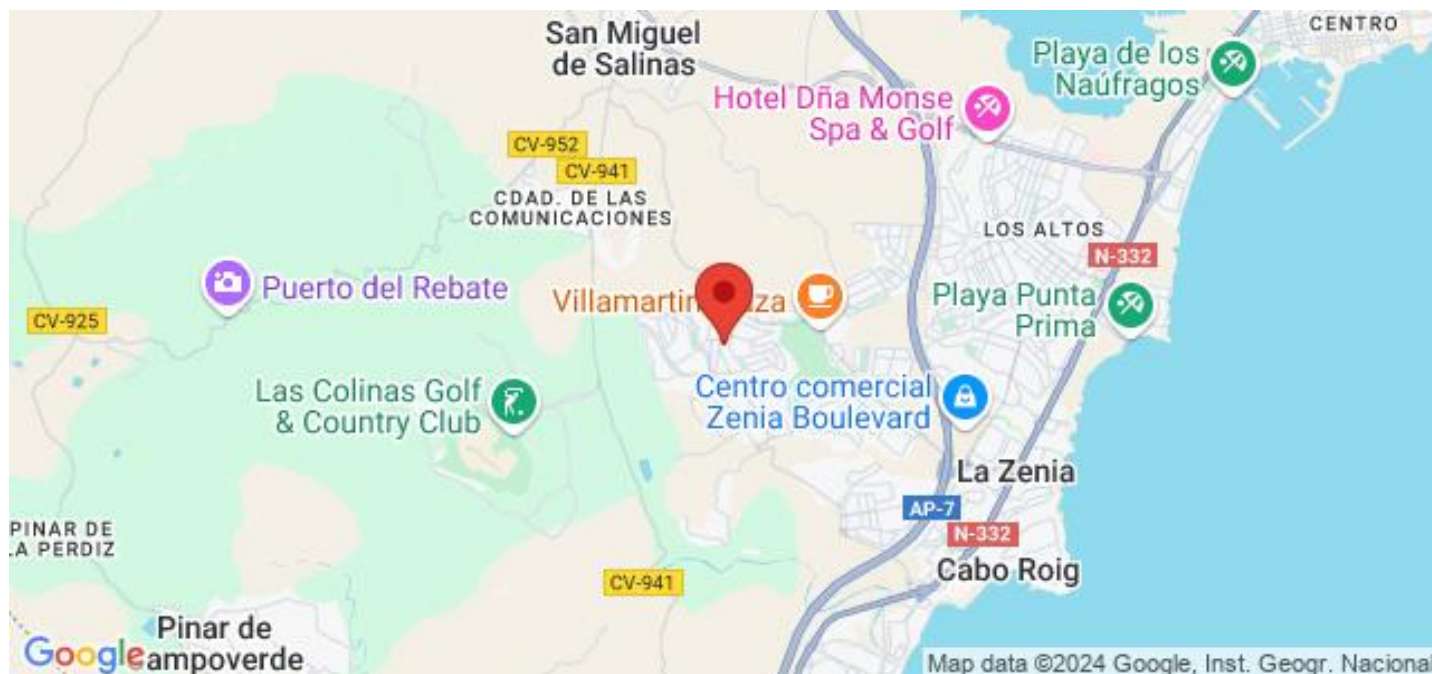 CENTRO
San Miguel
de Salinas
Playa de los
Naufragos
Hotel Dña Monse
Spa & Golf
CV-952
CV-941
CDAD. DE LAS
COMUNICACIONES
LOS ALTOS
N-332
Puerto del Rebate
Villamartin
Playa Punta
Prima
CV-925
Las Colinas Golf
& Country Club
Centro comercial
Zenia Boulevard
La Zenia
AP-7
N-332
PINAR DE
CV-941
Cabo Roig
Pinar de
Google
Map data ©2024 Google, Inst. Geogr. Nacional